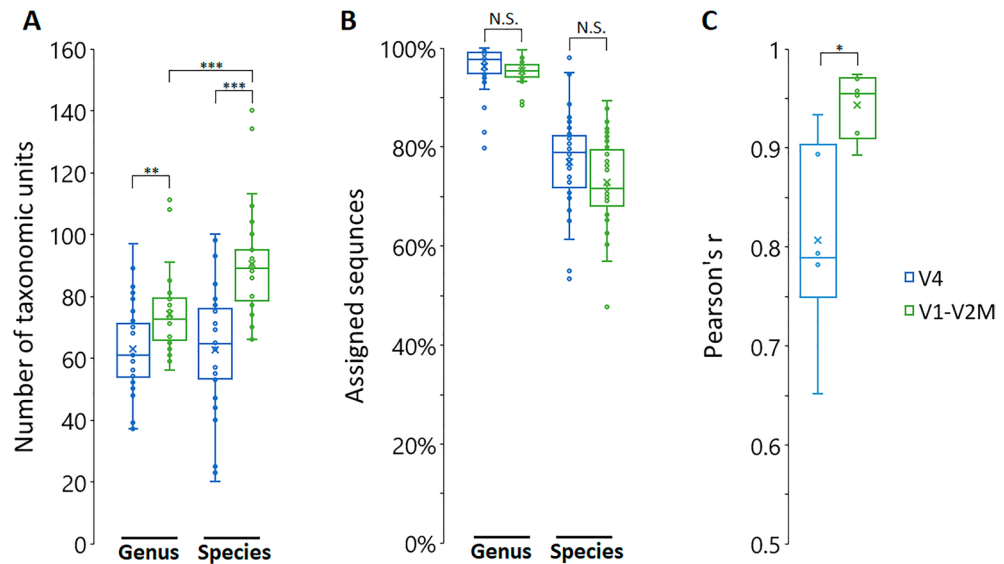 A
Number of taxonomic units
160
140
120
100
80
60
40
20
0
***
***
**
Genus
Species
B
Assigned sequnces
100%
80%
60%
40%
20%
0%
N.S.
N.S.
Genus
Species
C
Pearson's r
1
0.9
0.8
0.7
0.6
0.5
*
V4
V1-V2M